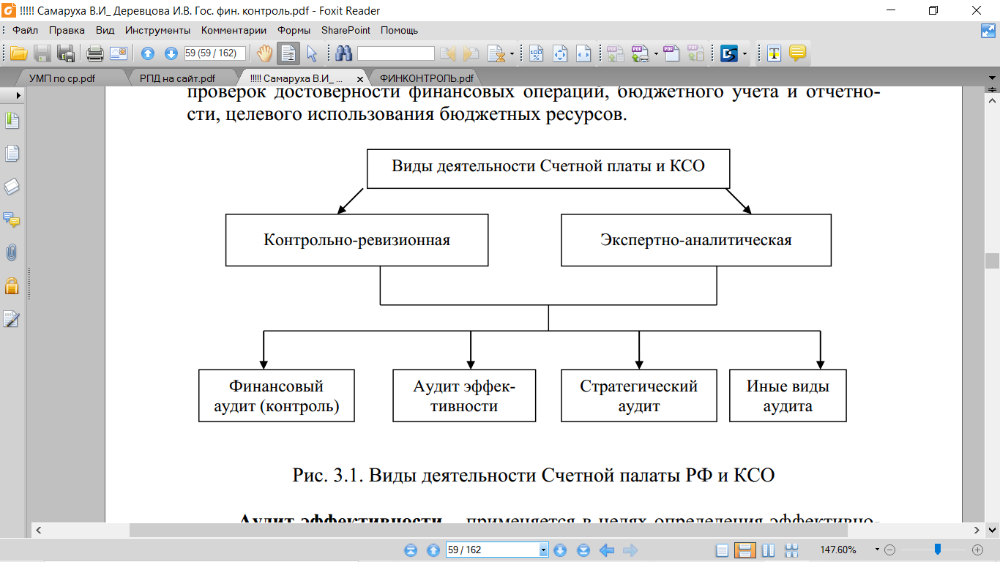 !!!!! Самаруха В.И_ Деревцова И.В. Гос. фин. контроль.pdf - Foxit Reader
Файл Правка Вид Инструменты Комментарии Формы SharePoint Помощь
59 (59 / 162)
УМП по ср.pdf РПД на сайт.pdf !!!!! Самаруха В.И_ ... ФИНКОНТРОЛЬ.pdf
проверок достоверности финансовых операций, бюджетного учета и отчетно-
сти, целевого использования бюджетных ресурсов.
Виды деятельности Счетной платы и КСО
Контрольно-ревизионная Экспертно-аналитическая
Финансовый
аудит (контроль)
Аудит эффек-
тивности
Стратегический
аудит
Иные виды
аудита
Рис. 3.1. Виды деятельности Счетной палаты РФ и КСО
Аудит эффективности – применяется в целях определения эффективно-
59 / 162 147.60%